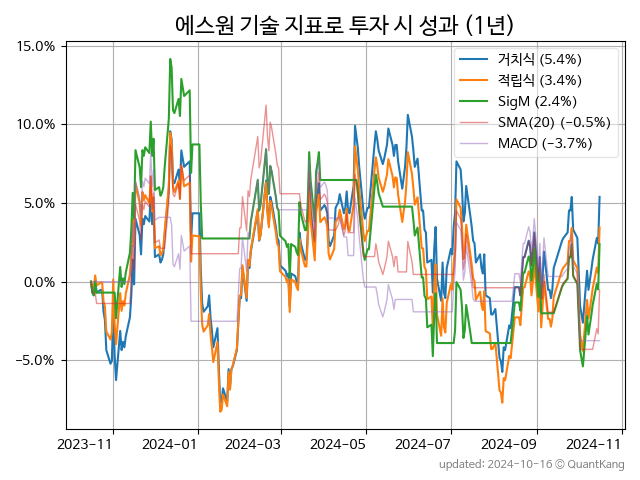 에스원 기술 지표로 투자 시 성과 (1년)
15.0%
10.0%
5.0%
0.0%
−5.0%
거치식 (5.4%)
적립식 (3.4%)
SigM (2.4%)
SMA(20) (−0.5%)
MACD (−3.7%)
2023-11
2024-01
2024-03
2024-05
2024-07
2024-09
2024-11
updated: 2024-10-16 © QuantKang